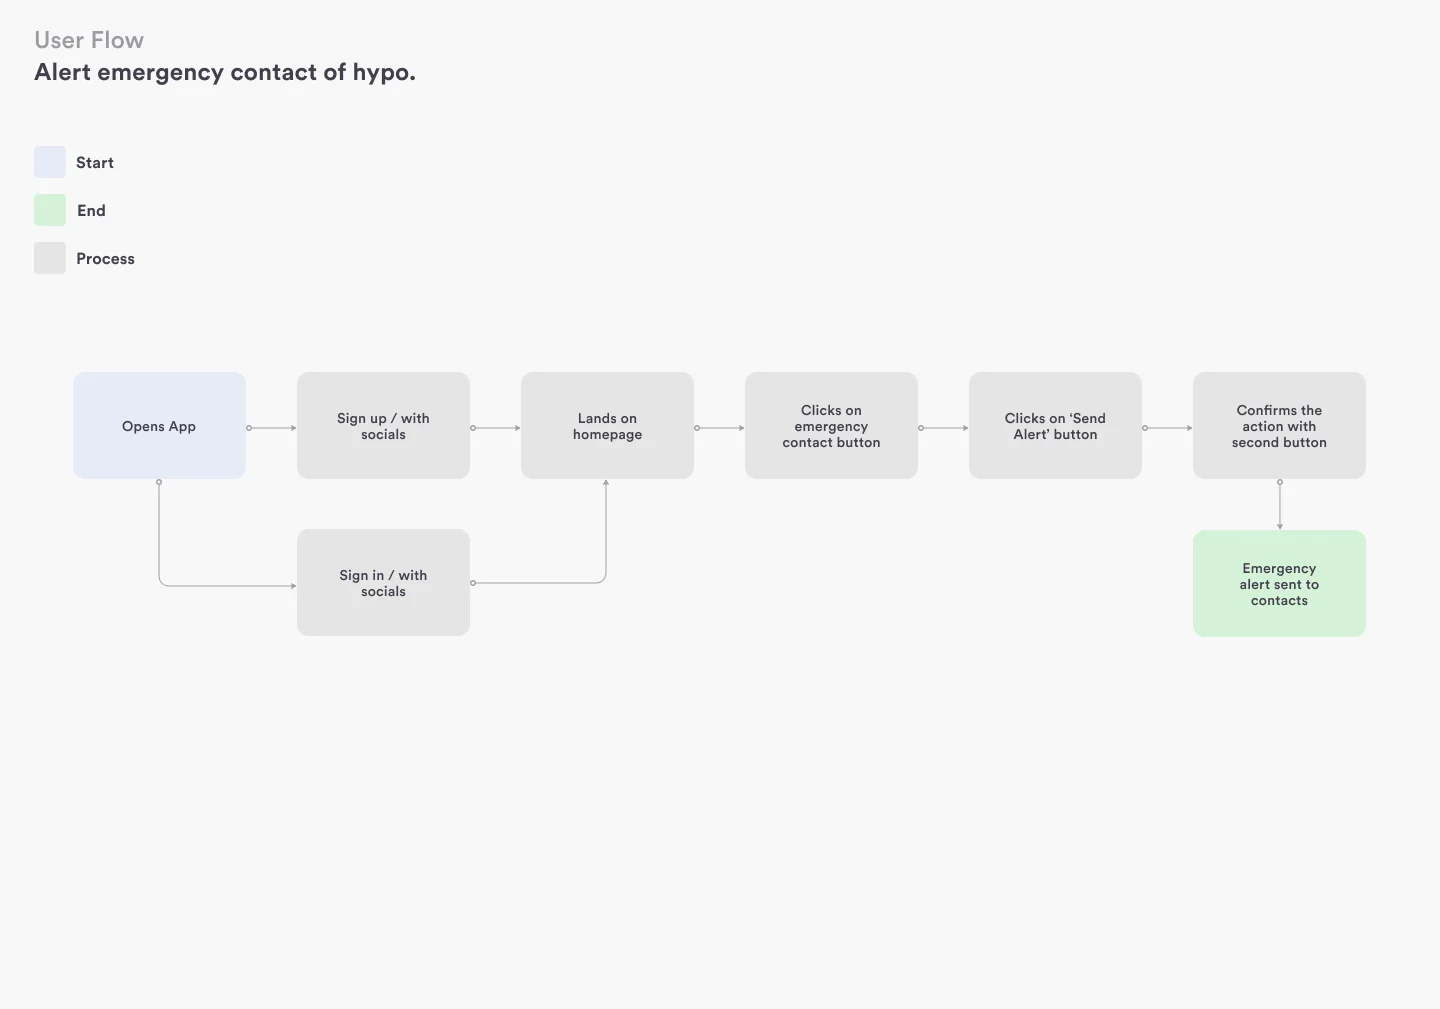 User Flow
Alert emergency contact of hypo.
Start
End
Process
Opens App
Sign up / with
socials
Lands on
homepage
Clicks on
emergency
contact button
Clicks on ‘Send
Alert’ button
Confirms the
action with
second button
Sign in / with
socials
Emergency
alert sent to
contacts